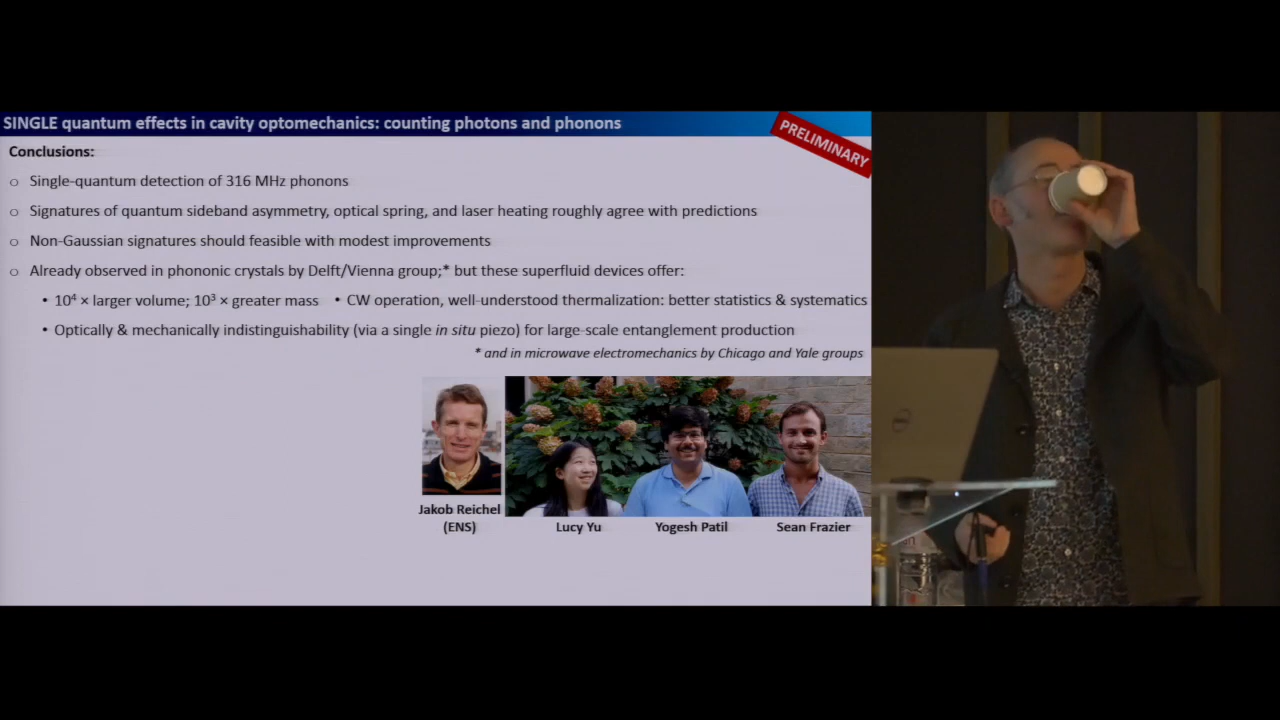 SINGLE quantum effects in cavity optomechanics: counting photons and phonons
PRELIMINARY
Conclusions:
o Single-quantum detection of 316 MHz phonons
o Signatures of quantum sideband asymmetry, optical spring, and laser heating roughly agree with predictions
o Non-Gaussian signatures should feasible with modest improvements
o Already observed in phononic crystals by Delft/Vienna group;* but these superfluid devices offer:
• 10⁴ × larger volume; 10³ × greater mass • CW operation, well-understood thermalization: better statistics & systematics
• Optically & mechanically indistinguishability (via a single in situ piezo) for large-scale entanglement production
* and in microwave electromechanics by Chicago and Yale groups
Jakob Reichel
(ENS)
Lucy Yu
Yogesh Patil
Sean Frazier